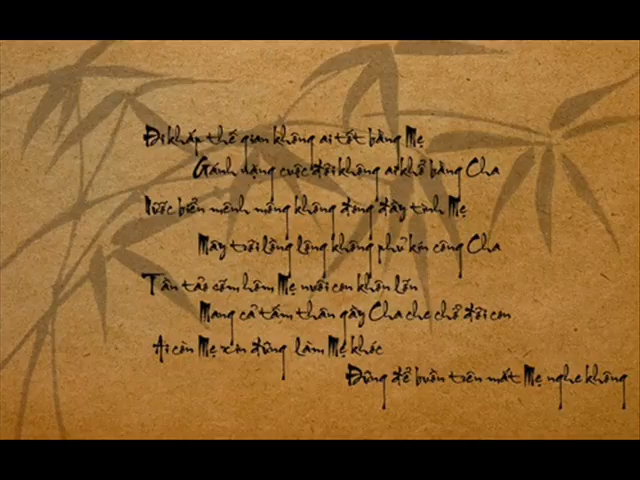 Đi khắp thế gian không ai tốt bằng Mẹ
Gánh nặng cuộc đời không ai khổ bằng Cha
Nước biển mênh mông không đong đầy tình Mẹ
Mây trời lồng lộng không phủ kín công Cha
Tần tảo sớm hôm Mẹ nuôi con khôn lớn
Mang cả tấm thân gầy Cha che chở đời con
Ai còn Mẹ xin đừng làm Mẹ khóc
Đừng để buồn trên mắt Mẹ nghe không